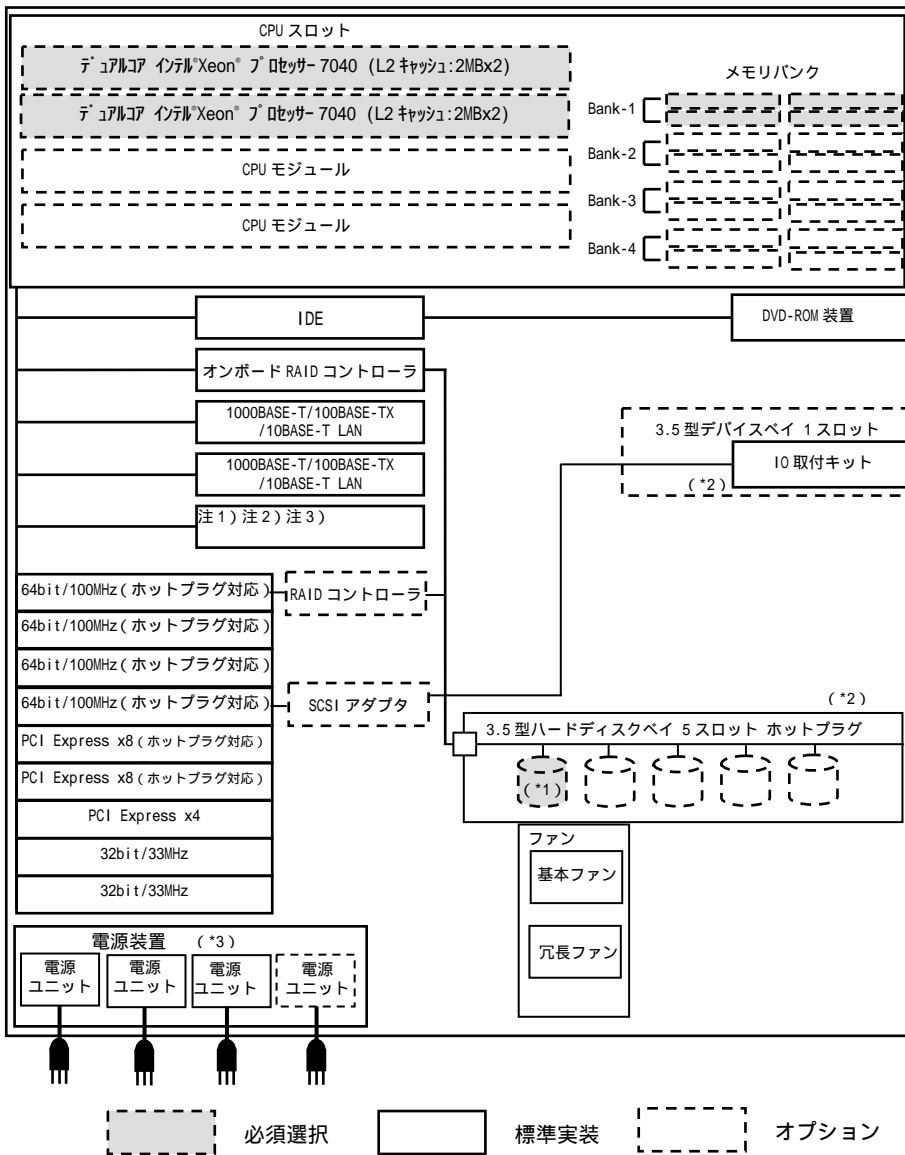 CPU スロット
デュアルコア インテル®Xeon® プロセッサー 7040 (L2 キャッシュ:2MBx2)
デュアルコア インテル®Xeon® プロセッサー 7040 (L2 キャッシュ:2MBx2)
CPU モジュール
CPU モジュール
メモリバンク
Bank-1
Bank-2
Bank-3
Bank-4
IDE
DVD-ROM 装置
オンボード RAID コントローラ
1000BASE-T/100BASE-TX
/10BASE-T LAN
1000BASE-T/100BASE-TX
/10BASE-T LAN
注1)注2)注3)
3.5 型デバイスベイ 1 スロット
IO 取付キット
(*2)
64bit/100MHz(ホットプラグ対応)
RAID コントローラ
64bit/100MHz(ホットプラグ対応)
64bit/100MHz(ホットプラグ対応)
64bit/100MHz(ホットプラグ対応)
SCSI アダプタ
PCI Express x8(ホットプラグ対応)
PCI Express x8(ホットプラグ対応)
PCI Express x4
32bit/33MHz
32bit/33MHz
(*2)
3.5 型ハードディスクベイ 5 スロット ホットプラグ
(*1)
ファン
基本ファン
冗長ファン
電源装置 (*3)
電源
ユニット
電源
ユニット
電源
ユニット
電源
ユニット
必須選択
標準実装
オプション